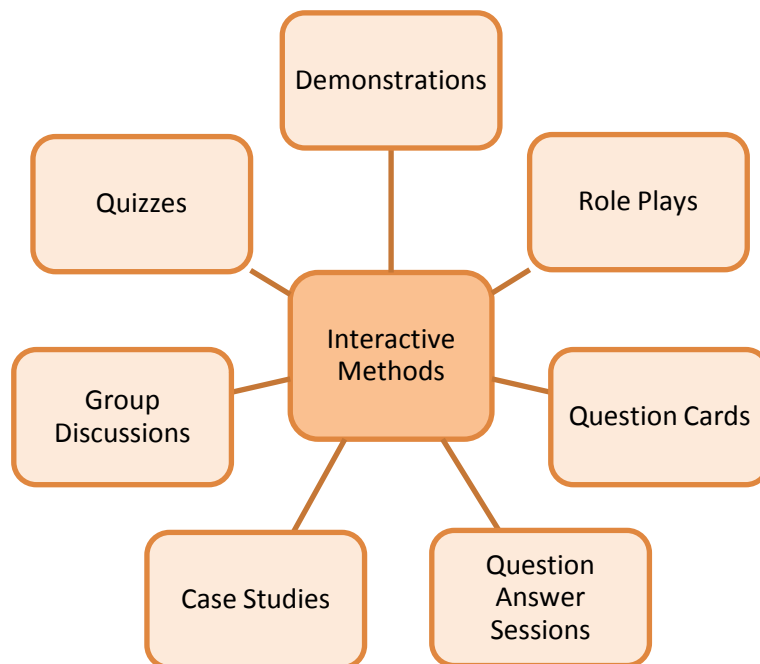 Demonstrations
Quizzes
Role Plays
Interactive
Methods
Group
Discussions
Question Cards
Case Studies
Question
Answer
Sessions